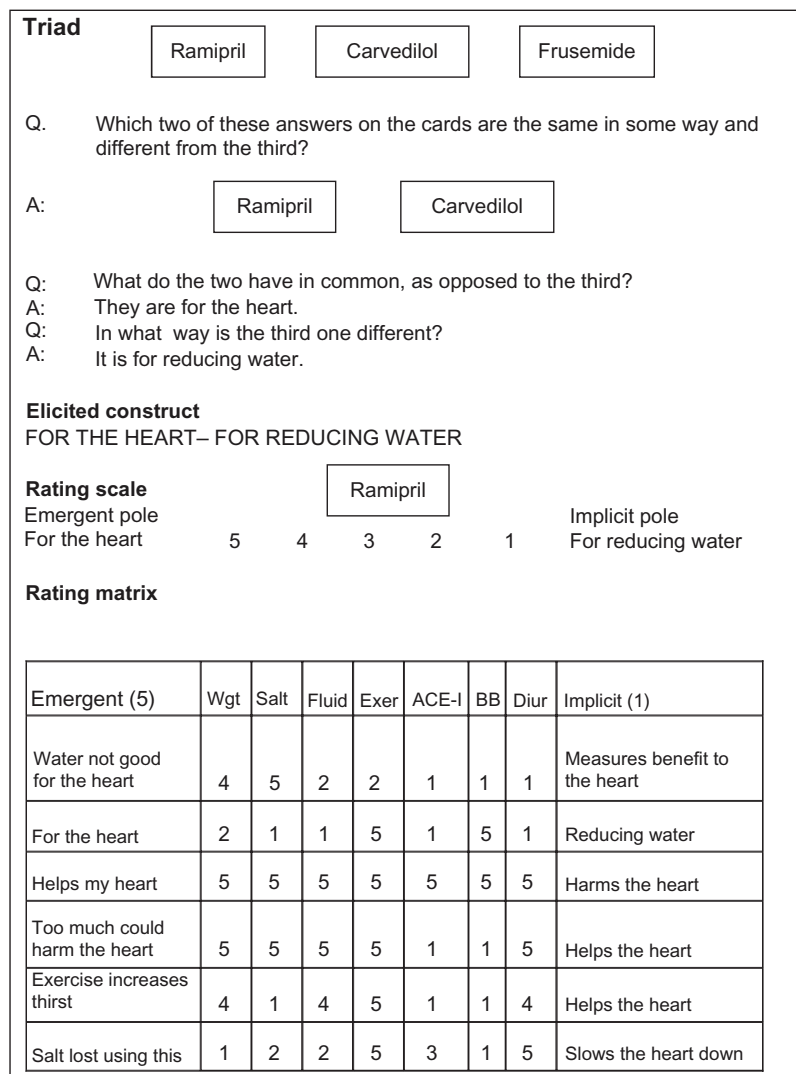 Triad
Ramipril Carvedilol Frusemide
Q. Which two of these answers on the cards are the same in some way and
different from the third?
A: Ramipril Carvedilol
Q: What do the two have in common, as opposed to the third?
A: They are for the heart.
Q: In what way is the third one different?
A: It is for reducing water.
Elicited construct
FOR THE HEART– FOR REDUCING WATER
Rating scale Ramipril
Emergent pole Implicit pole
For the heart 5 4 3 2 1 For reducing water
Rating matrix
Emergent (5) Wgt Salt Fluid Exer ACE-I BB Diur Implicit (1)
Water not good
for the heart 4 5 2 2 1 1 1 Measures benefit to
the heart
For the heart 2 1 1 5 1 5 1 Reducing water
Helps my heart 5 5 5 5 5 5 5 Harms the heart
Too much could
harm the heart 5 5 5 5 1 1 5 Helps the heart
Exercise increases
thirst 4 1 4 5 1 1 4 Helps the heart
Salt lost using this 1 2 2 5 3 1 5 Slows the heart down